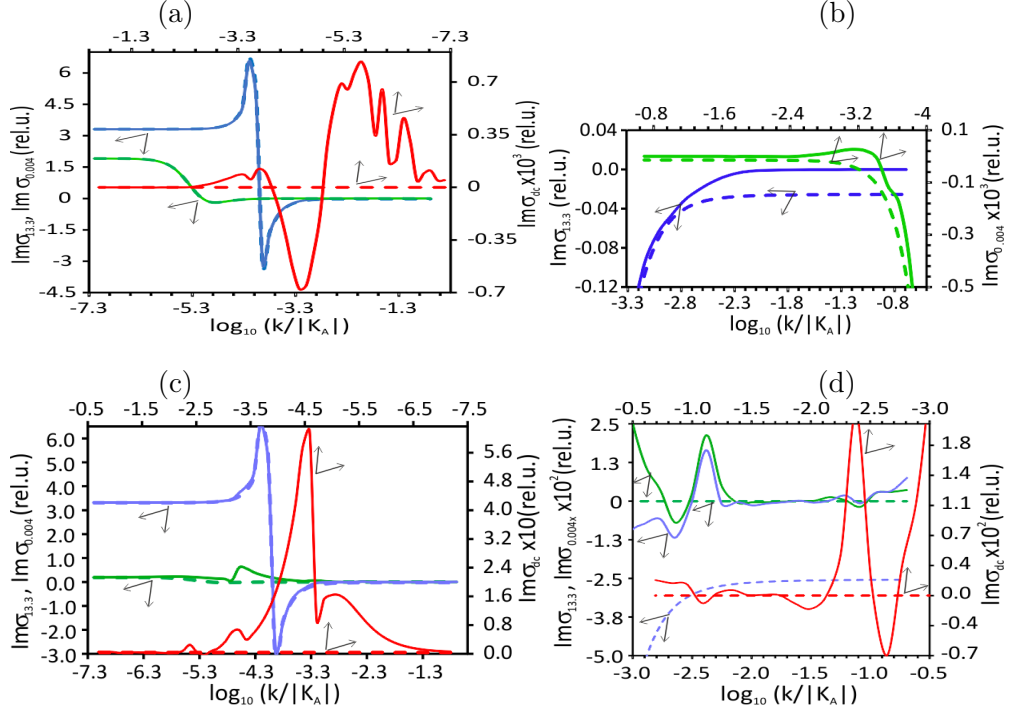 (a)
-1.3 -3.3 -5.3 -7.3
6 4.5 3 1.5 0 -1.5 -3 -4.5
0.7 0.35 0 -0.35 -0.7
Imσ13.3, Im σ0.004 (rel.u.)
Imσdc x10³ (rel.u.)
-7.3 -5.3 -3.3 -1.3
log10 (k/|KA|)
(b)
-0.8 -1.6 -2.4 -3.2 -4
0.04 0.00 -0.04 -0.08 -0.12
0.1 -0.1 -0.3 -0.5
Imσ13.3 (rel.u.)
Imσ0.004 x10³ (rel.u.)
-3.3 -2.8 -2.3 -1.8 -1.3 -0.8
log10 (k/|KA|)
(c)
-0.5 -1.5 -2.5 -3.5 -4.5 -5.5 -6.5 -7.5
6.0 5.0 4.0 3.0 2.0 1.0 0.0 -1.0 -2.0 -3.0
5.6 4.8 4.0 3.2 2.4 1.6 0.8 0.0
Imσ13.3, Imσ0.004 (rel.u.)
Imσdc x10(rel.u.)
-7.3 -6.5 -5.5 -4.5 -3.5 -2.5 -1.5
log10 (k/|KA|)
(d)
-0.5 -1.0 -1.5 -2.0 -2.5 -3.0
2.5 1.3 0 -1.3 -2.5 -3.8 -5.0
1.8 1.4 1.1 0.7 0.4 0.0 -0.4 -0.7
Imσ13.3, Imσ0.004x x10²(rel.u.)
Imσdc x10²(rel.u.)
-3.0 -2.5 -2.0 -1.5 -1.0 -0.5
log10 (k/|KA|)